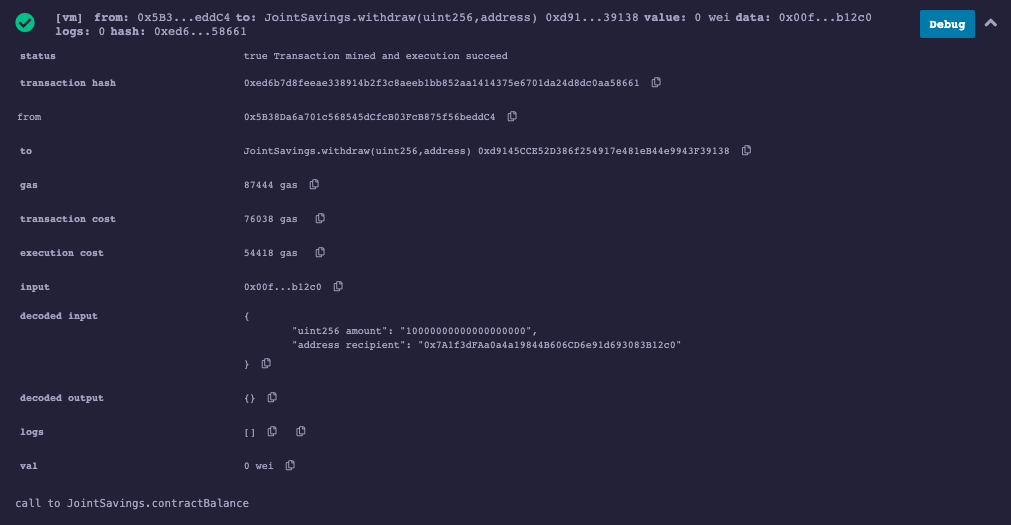 [vm] from: 0x5B3...eddC4 to: JointSavings.withdraw(uint256,address) 0xd91...39138 value: 0 wei data: 0x00f...b12c0
logs: 0 hash: 0xed6...58661
Debug
status true Transaction mined and execution succeed
transaction hash 0xed6b7d8feeae338914b2f3c8aeeb1bb852aa1414375e6701da24d8dc0aa58661
from 0x5B38Da6a701c568545dCfcB03FcB875f56beddC4
to JointSavings.withdraw(uint256,address) 0xd9145CCE52D386f254917e481eB44e9943F39138
gas 87444 gas
transaction cost 76038 gas
execution cost 54418 gas
input 0x00f...b12c0
decoded input {
"uint256 amount": "10000000000000000000",
"address recipient": "0x7A1f3dFAa0a4a19844B606CD6e91d693083B12c0"
}
decoded output {}
logs []
val 0 wei
call to JointSavings.contractBalance